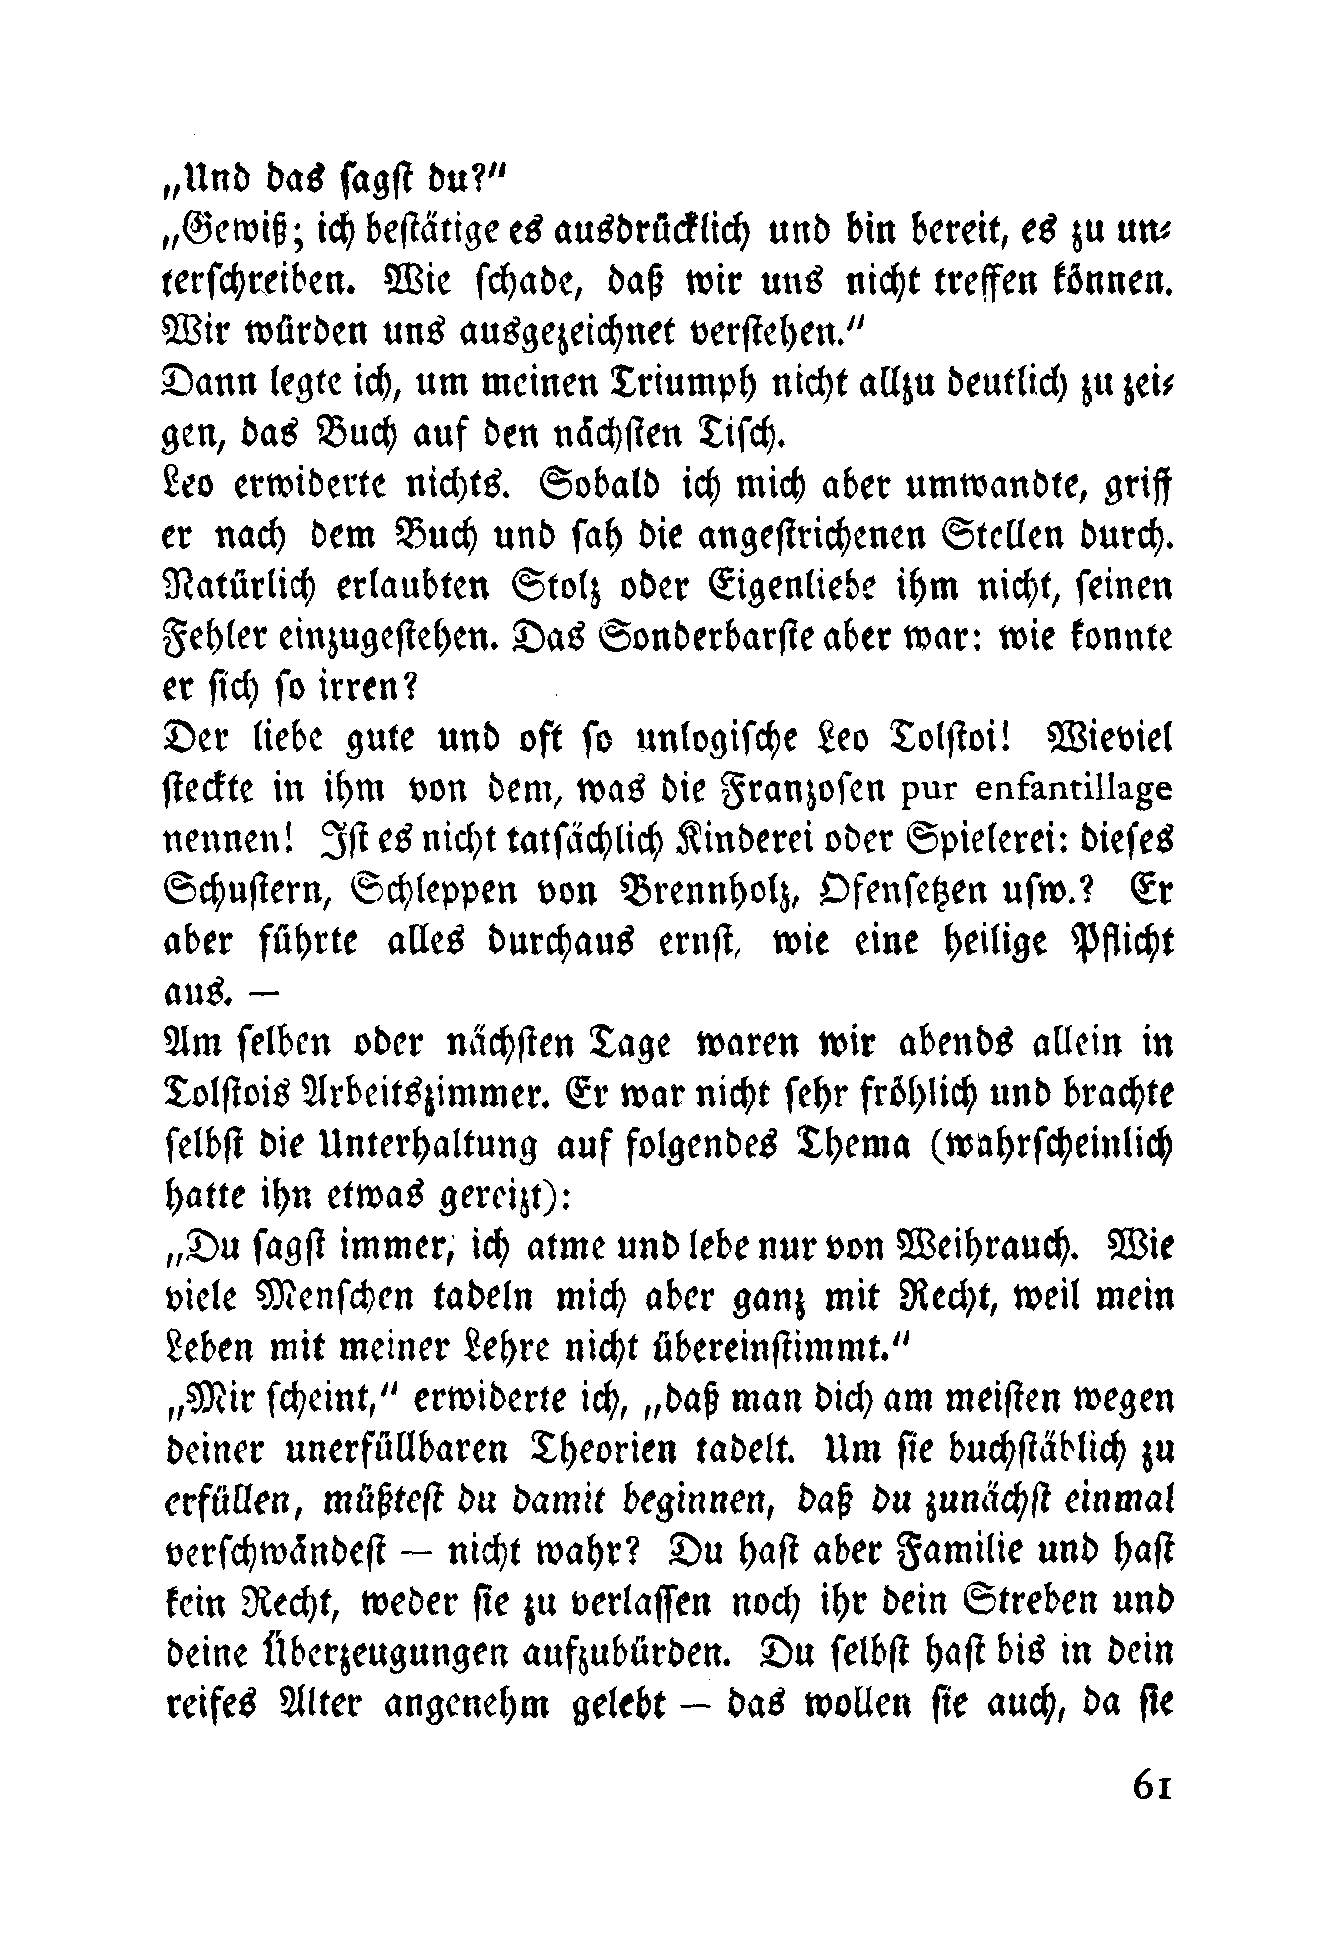 „Und das sagst du?“
„Gewiß; ich bestätige es ausdrücklich und bin bereit, es zu un-
terschreiben. Wie schade, daß wir uns nicht treffen können.
Wir würden uns ausgezeichnet verstehen.“
Dann legte ich, um meinen Triumph nicht allzu deutlich zu zei-
gen, das Buch auf den nächsten Tisch.
Leo erwiderte nichts. Sobald ich mich aber umwandte, griff
er nach dem Buch und sah die angestrichenen Stellen durch.
Natürlich erlaubten Stolz oder Eigenliebe ihm nicht, seinen
Fehler einzugestehen. Das Sonderbarste aber war: wie konnte
er sich so irren?
Der liebe gute und oft so unlogische Leo Tolstoi! Wieviel
steckte in ihm von dem, was die Franzosen pur enfantillage
nennen! Ist es nicht tatsächlich Kinderei oder Spielerei: dieses
Schustern, Schleppen von Brennholz, Ofensetzen usw.? Er
aber führte alles durchaus ernst, wie eine heilige Pflicht
aus. —
Am selben oder nächsten Tage waren wir abends allein in
Tolstois Arbeitszimmer. Er war nicht sehr fröhlich und brachte
selbst die Unterhaltung auf folgendes Thema (wahrscheinlich
hatte ihn etwas gereizt):
„Du sagst immer, ich atme und lebe nur von Weihrauch. Wie
viele Menschen tadeln mich aber ganz mit Recht, weil mein
Leben mit meiner Lehre nicht übereinstimmt.“
„Mir scheint,“ erwiderte ich, „daß man dich am meisten wegen
deiner unerfüllbaren Theorien tadelt. Um sie buchstäblich zu
erfüllen, müßtest du damit beginnen, daß du zunächst einmal
verschwändest — nicht wahr? Du hast aber Familie und hast
kein Recht, weder sie zu verlassen noch ihr dein Streben und
deine Überzeugungen aufzubürden. Du selbst hast bis in dein
reifes Alter angenehm gelebt — das wollen sie auch, da sie
61